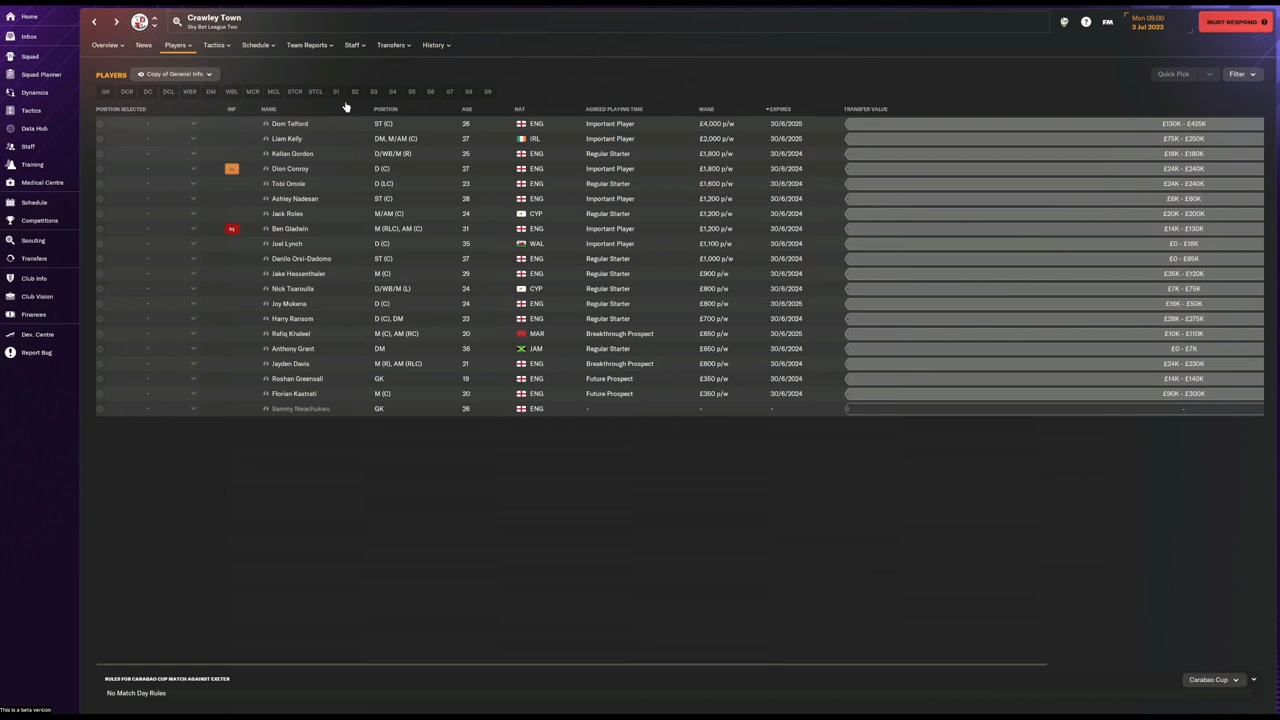 Home
Inbox
Squad
Squad Planner
Dynamics
Tactics
Data Hub
Staff
Training
Medical Centre
Schedule
Competitions
Scouting
Transfers
Club Info
Club Vision
Finances
Dev. Centre
Report Bug
This is a beta version
Crawley Town
Sky Bet League Two
FM
Mon 09:00
3 Jul 2023
MUST RESPOND
Overview News Players Tactics Schedule Team Reports Staff Transfers History
PLAYERS Copy of General Info Quick Pick Filter
GK DCR DC DCL WBR DM WBL MCR MCL STCR STCL S1 S2 S3 S4 S5 S6 S7 S8 S9
POSITION SELECTED INF NAME POSITION AGE NAT AGREED PLAYING TIME WAGE EXPIRES TRANSFER VALUE
- Dom Telford ST (C) 26 ENG Important Player £4,000 p/w 30/6/2025 £130K - £425K
- Liam Kelly DM, M/AM (C) 27 IRL Important Player £2,000 p/w 30/6/2024 £75K - £250K
- Kellan Gordon D/WB/M (R) 25 ENG Regular Starter £1,800 p/w 30/6/2024 £18K - £180K
- Inj Dion Conroy D (C) 27 ENG Important Player £1,800 p/w 30/6/2024 £24K - £240K
- Tobi Omole D (LC) 23 ENG Regular Starter £1,600 p/w 30/6/2024 £24K - £240K
- Ashley Nadesan ST (C) 28 ENG Important Player £1,200 p/w 30/6/2024 £6K - £60K
- Jack Roles M/AM (C) 24 CYP Regular Starter £1,200 p/w 30/6/2024 £20K - £200K
- Inj Ben Gladwin M (RLC), AM (C) 31 ENG Important Player £1,200 p/w 30/6/2024 £14K - £130K
- Joel Lynch D (C) 35 WAL Important Player £1,100 p/w 30/6/2024 £0 - £18K
- Danilo Orsi-Dadomo ST (C) 27 ENG Regular Starter £1,000 p/w 30/6/2024 £0 - £85K
- Jake Hessenthaler M (C) 29 ENG Regular Starter £900 p/w 30/6/2024 £35K - £120K
- Nick Tsaroulla D/WB/M (L) 24 CYP Regular Starter £800 p/w 30/6/2024 £7K - £75K
- Joy Mukena D (C) 24 ENG Regular Starter £800 p/w 30/6/2025 £16K - £50K
- Harry Ransom D (C), DM 23 ENG Regular Starter £700 p/w 30/6/2024 £28K - £275K
- Rafiq Khaleel M (C), AM (RC) 20 MAR Breakthrough Prospect £650 p/w 30/6/2025 £10K - £110K
- Anthony Grant DM 36 JAM Regular Starter £650 p/w 30/6/2024 £0 - £7K
- Jayden Davis M (R), AM (RLC) 21 ENG Breakthrough Prospect £600 p/w 30/6/2024 £24K - £230K
- Roshan Greensall GK 19 ENG Future Prospect £350 p/w 30/6/2024 £14K - £140K
- Florian Kastrati M (C) 20 ENG Future Prospect £350 p/w 30/6/2024 £90K - £300K
Sammy Nwachukwu GK 26 ENG - - - -
RULES FOR CARABAO CUP MATCH AGAINST EXETER Carabao Cup
No Match Day Rules